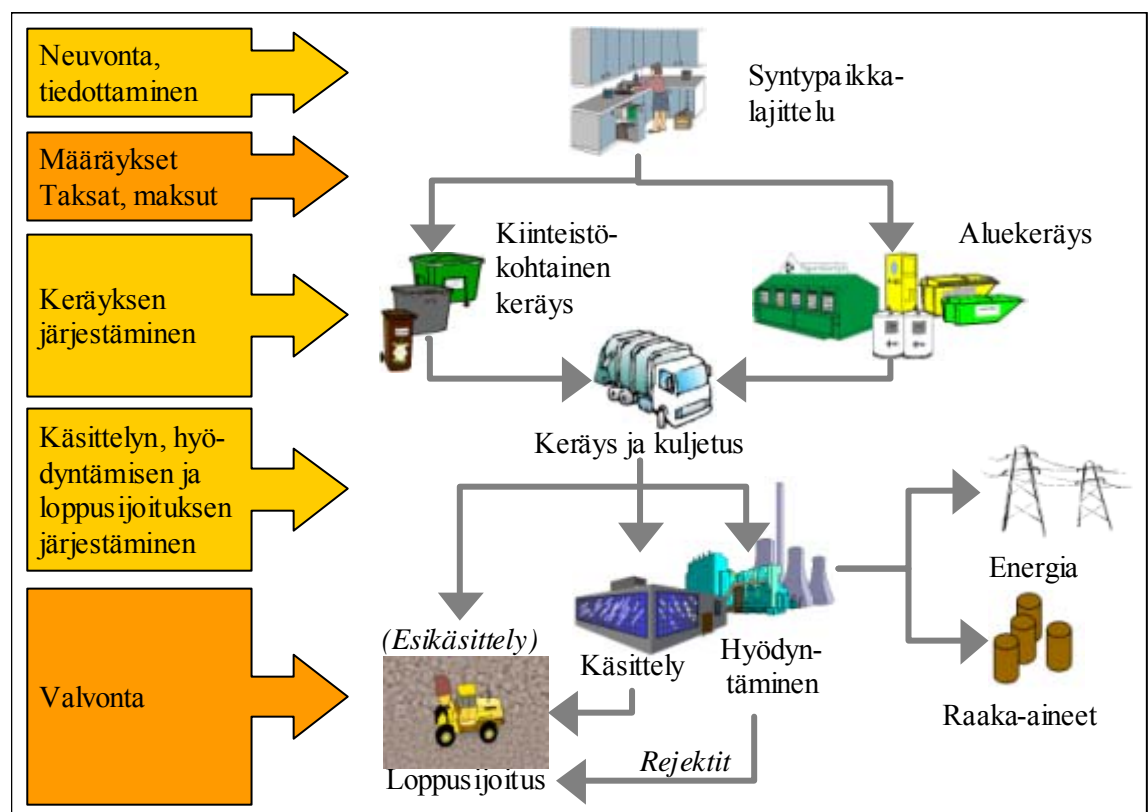 Neuvonta,
tiedottaminen
Määräykset
Taksat, maksut
Keräyksen
järjestäminen
Käsittelyn, hyö-
dyntämisen ja
loppusijoituksen
järjestäminen
Valvonta
Syntypaikka-
lajittelu
Kiinteistö-
kohtainen
keräys
Aluekeräys
Keräys ja kuljetus
(Esikäsittely)
Käsittely
Hyödyn-
täminen
Energia
Raaka-aineet
Rejektit
Loppusijoitus